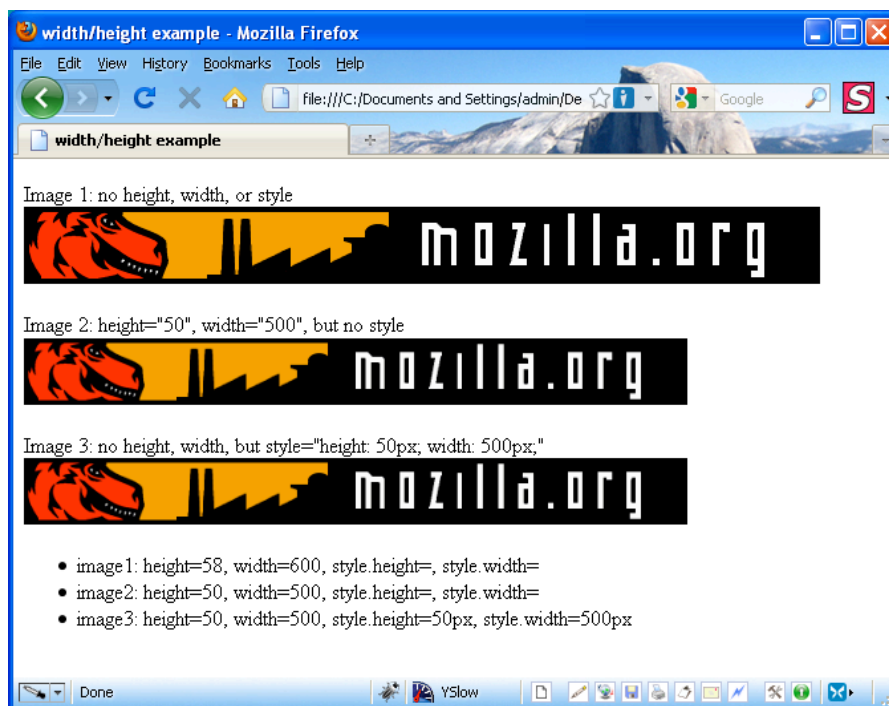 width/height example - Mozilla Firefox
File Edit View History Bookmarks Tools Help
file:///C:/Documents and Settings/admin/De
Google
S
width/height example
Image 1: no height, width, or style
mozilla.org
Image 2: height="50", width="500", but no style
mozilla.org
Image 3: no height, width, but style="height: 50px; width: 500px;"
mozilla.org
image1: height=58, width=600, style.height=, style.width=
image2: height=50, width=500, style.height=, style.width=
image3: height=50, width=500, style.height=50px, style.width=500px
Done
YSlow